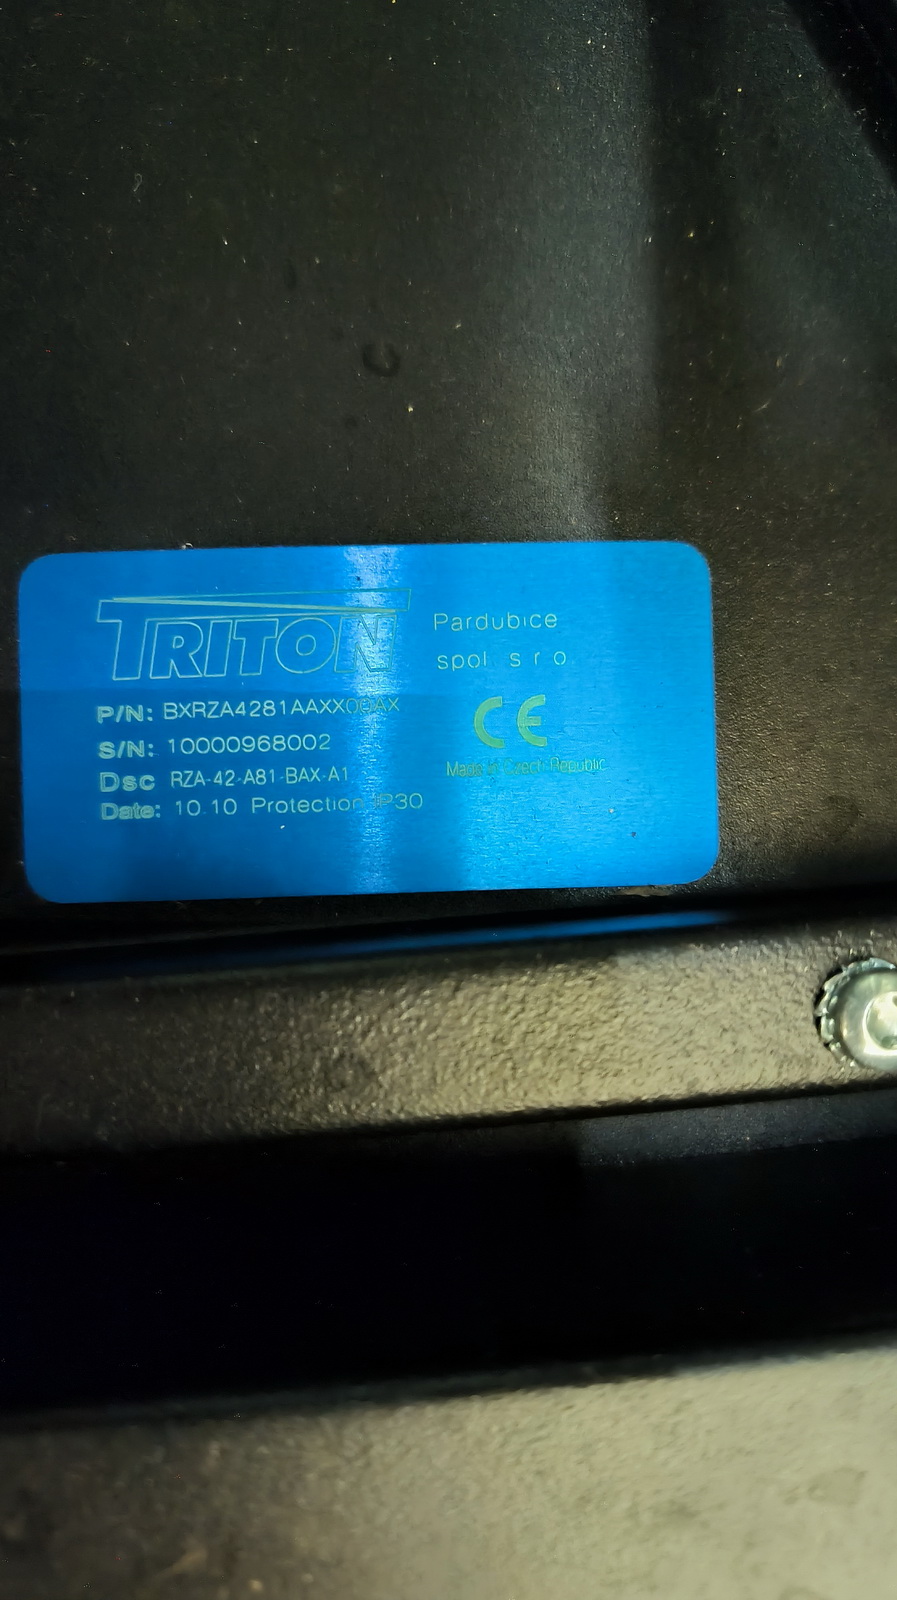 TRITON
Pardubice
spol. s r o
P/N: BXRZA4281AAXX00AX
S/N: 10000968002
Dsc RZA-42-A81-BAX-A1
Date: 10.10 Protection IP30
CE
Made in Czech Republic